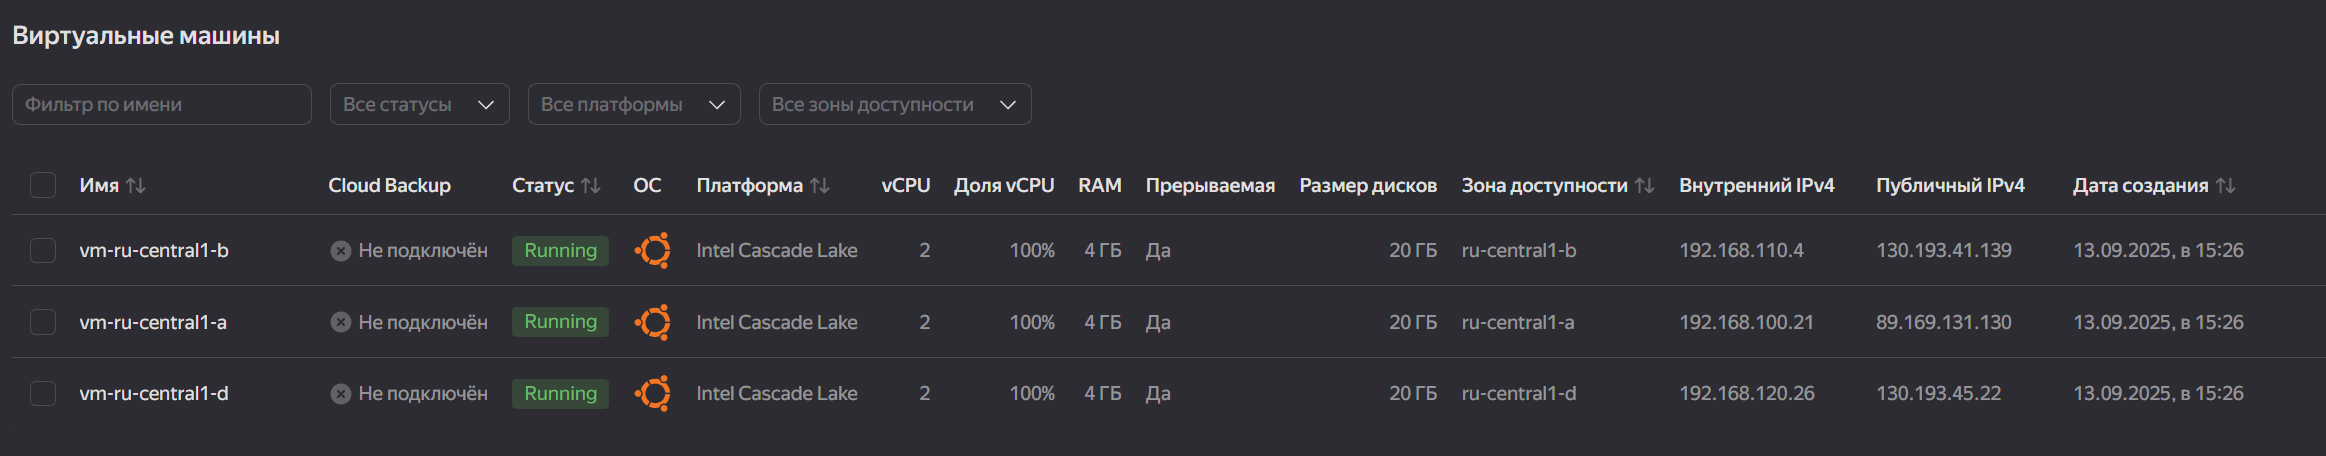 Виртуальные машины
Фильтр по имени Все статусы Все платформы Все зоны доступности
Имя Cloud Backup Статус ОС Платформа vCPU Доля vCPU RAM Прерываемая Размер дисков Зона доступности Внутренний IPv4 Публичный IPv4 Дата создания
vm-ru-central1-b Не подключён Running Intel Cascade Lake 2 100% 4 ГБ Да 20 ГБ ru-central1-b 192.168.110.4 130.193.41.139 13.09.2025, в 15:26
vm-ru-central1-a Не подключён Running Intel Cascade Lake 2 100% 4 ГБ Да 20 ГБ ru-central1-a 192.168.100.21 89.169.131.130 13.09.2025, в 15:26
vm-ru-central1-d Не подключён Running Intel Cascade Lake 2 100% 4 ГБ Да 20 ГБ ru-central1-d 192.168.120.26 130.193.45.22 13.09.2025, в 15:26